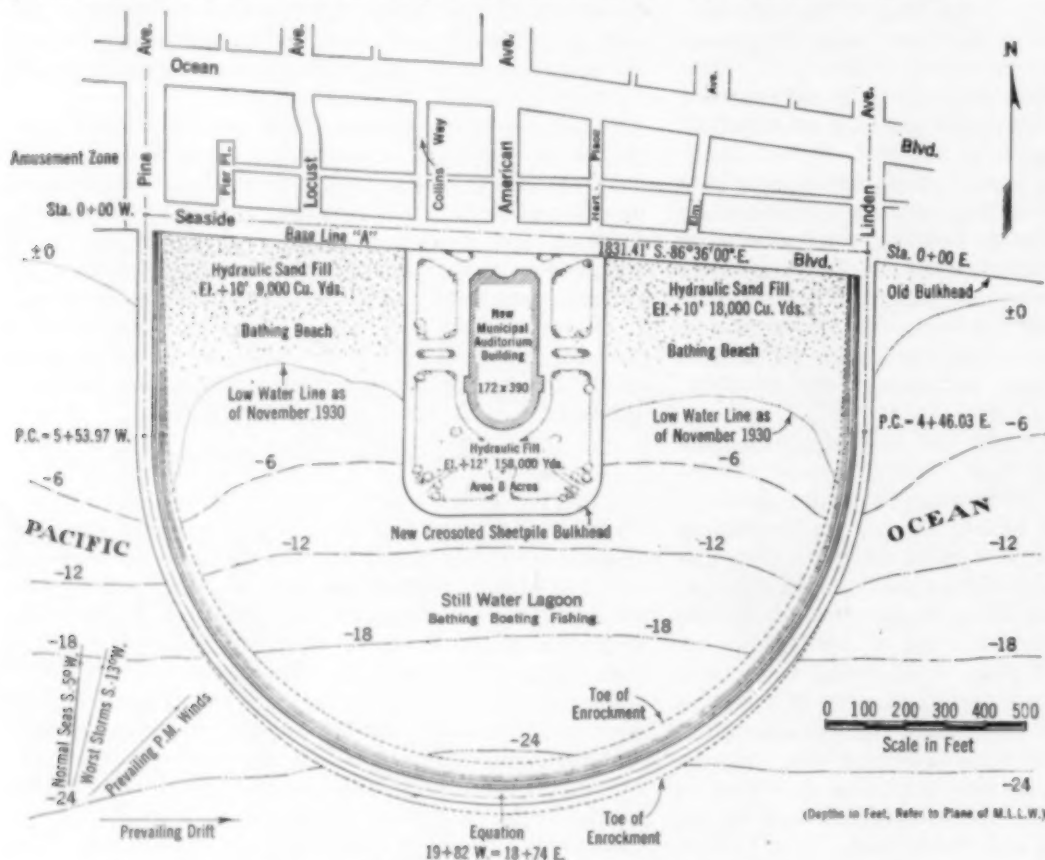 Ave.
Ave.
Ave.
N
Ocean
Ave.
Ave.
Blvd.
Amusement Zone
Pine
Pier Pl.
Locust
Collins Way
American
Hart Place
Elm
Linden
Sta. 0+00 W.
Seaside
Base Line "A"
1831.41' S.-86°36'00"-E.
Blvd.
Sta. 0+00 E.
±0
Hydraulic Sand Fill
El.+10' 9,000 Cu. Yds.
Bathing Beach
New
Municipal
Auditorium
Building
172 x 390
Hydraulic Sand Fill
El.+10' 18,000 Cu. Yds.
Bathing Beach
Old Bulkhead
±0
Low Water Line as
of November 1930
Low Water Line as
of November 1930
P.C. = 5+53.97 W.
P.C. = 4+46.03 E.
-6
-6
Hydraulic Fill
El.+12' 158,000 Yds.
Area 8 Acres
-6
-6
PACIFIC
OCEAN
New Creosoted Sheetpile Bulkhead
-12
-12
-12
-12
Still Water Lagoon
Bathing Boating Fishing
-18
-18
-18
-18
Normal Seas S. 5° W.
Worst Storms S.-13° W.
Prevailing P.M. Winds
Toe of
Enrockment
0 100 200 300 400 500
Scale in Feet
-24
-24
-24
(Depths in Feet, Refer to Plane of M.L.L.W.)
Prevailing Drift
Equation
19+82 W. = 18+74 E.
Toe of
Enrockment